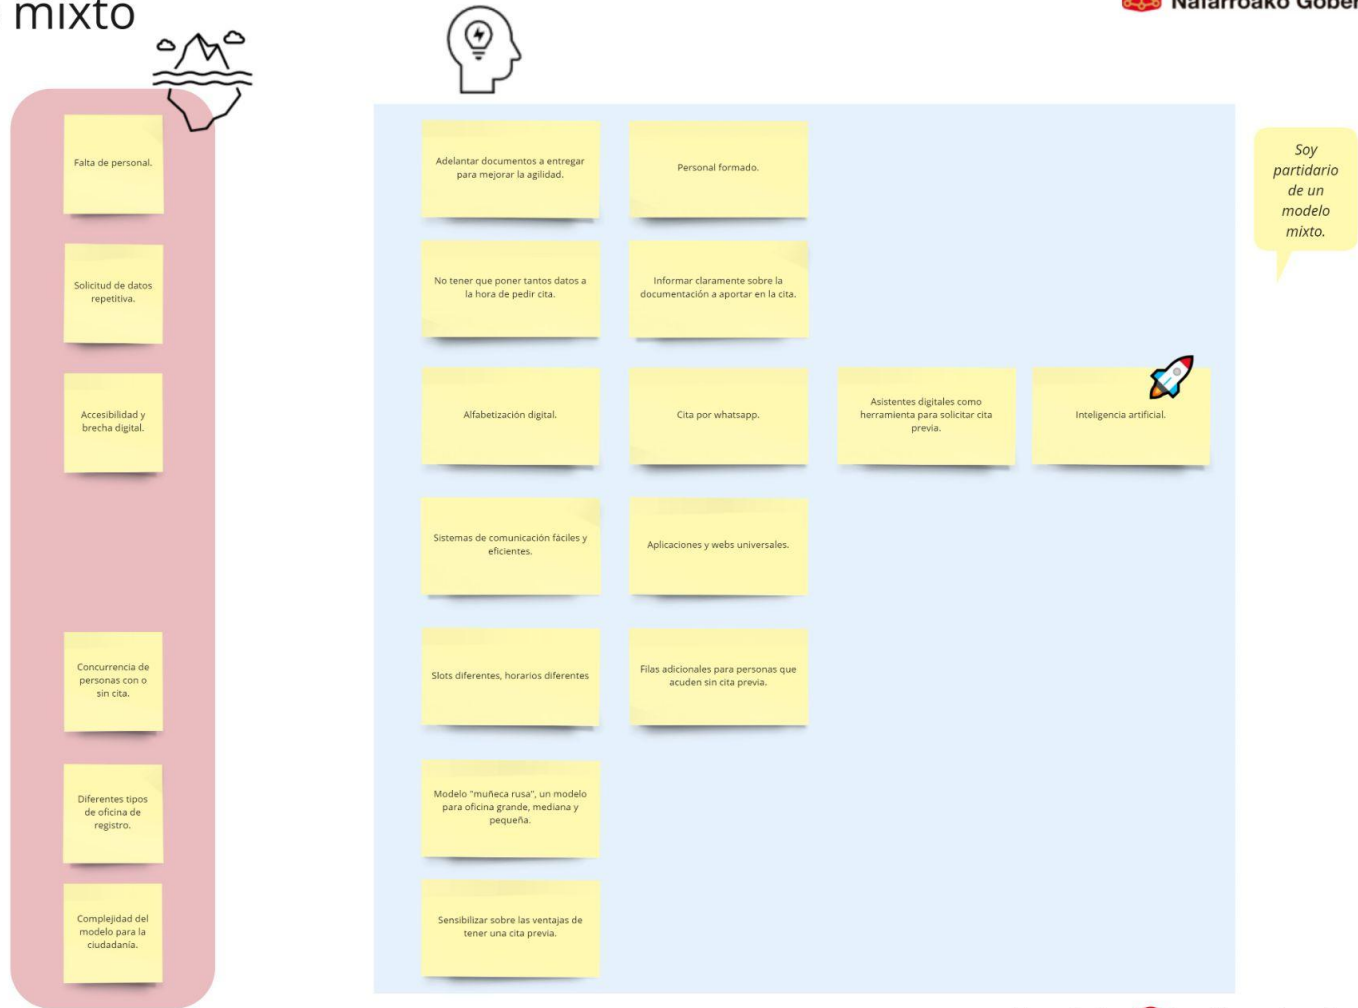 mixto
Nafarroako Gober
Falta de personal.
Adelantar documentos a entregar
para mejorar la agilidad.
Personal formado.
Soy
partidario
de un
modelo
mixto.
Solicitud de datos
repetitiva.
No tener que poner tantos datos a
la hora de pedir cita.
Informar claramente sobre la
documentación a aportar en la cita.
Accesibilidad y
brecha digital.
Alfabetización digital.
Cita por whatsapp.
Asistentes digitales como
herramienta para solicitar cita
previa.
Inteligencia artificial.
Sistemas de comunicación fáciles y
eficientes.
Aplicaciones y webs universales.
Concurrencia de
personas con o
sin cita.
Slots diferentes, horarios diferentes
Filas adicionales para personas que
acuden sin cita previa.
Diferentes tipos
de oficina de
registro.
Modelo "muñeca rusa", un modelo
para oficina grande, mediana y
pequeña.
Complejidad del
modelo para la
ciudadanía.
Sensibilizar sobre las ventajas de
tener una cita previa.